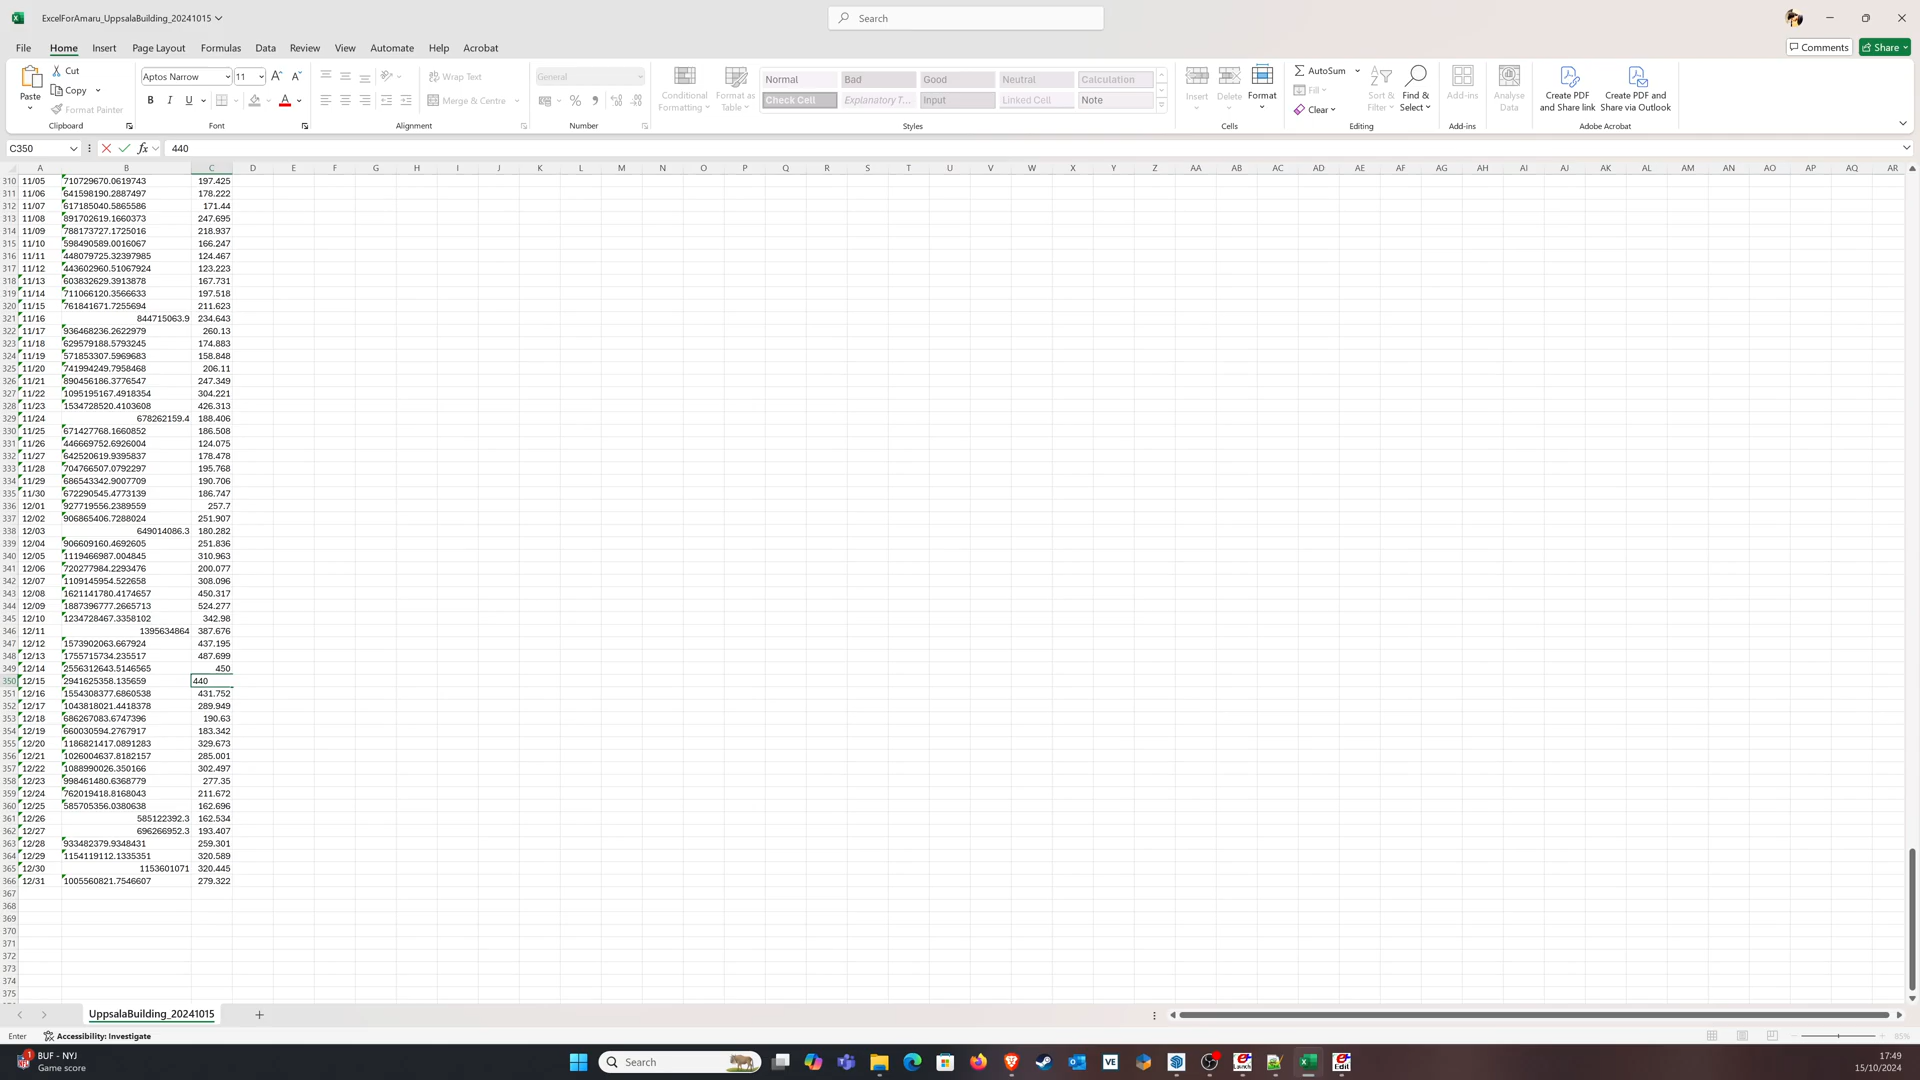 ExcelForAmaru_UppsalaBuilding_20241015
Search
File Home Insert Page Layout Formulas Data Review View Automate Help Acrobat
Comments Share
Paste Cut Copy Format Painter Clipboard
Aptos Narrow 11 B I U Font
Wrap Text Merge & Centre Alignment
General % Number
Conditional Formatting Format as Table
Normal Bad Good Neutral Calculation
Check Cell Explanatory T... Input Linked Cell Note
Styles
Insert Delete Format Cells
AutoSum Fill Clear Sort & Filter Find & Select Editing
Add-ins Add-ins
Analyse Data
Create PDF and Share link Create PDF and Share via Outlook Adobe Acrobat
C350 fx 440
A B C D E F G H I J K L M N O P Q R S T U V W X Y Z AA AB AC AD AE AF AG AH AI AJ AK AL AM AN AO AP AQ AR
310 11/05 710729670.0619743 197.425
311 11/06 641598190.2887497 178.222
312 11/07 617185040.5865586 171.44
313 11/08 891702619.1660373 247.695
314 11/09 788173727.1725016 218.937
315 11/10 598490589.0016067 166.247
316 11/11 448079725.32397985 124.467
317 11/12 443602960.51067924 123.223
318 11/13 603832629.3913878 167.731
319 11/14 711066120.3566633 197.518
320 11/15 761841671.7255694 211.623
321 11/16 844715063.9 234.643
322 11/17 936468236.2622979 260.13
323 11/18 629579188.5793245 174.883
324 11/19 571853307.5969683 158.848
325 11/20 741994249.7958468 206.11
326 11/21 890456186.3776547 247.349
327 11/22 1095195167.4918354 304.221
328 11/23 1534728520.4103608 426.313
329 11/24 678262159.4 188.406
330 11/25 671427768.1660852 186.508
331 11/26 446669752.6926004 124.075
332 11/27 642520619.9395837 178.478
333 11/28 704766507.0792297 195.768
334 11/29 686543342.9007709 190.706
335 11/30 672290545.4773139 186.747
336 12/01 927719556.2389559 257.7
337 12/02 906865406.7288024 251.907
338 12/03 649014086.3 180.282
339 12/04 906609160.4692605 251.836
340 12/05 1119466987.004845 310.963
341 12/06 720277984.2293476 200.077
342 12/07 1109145954.522658 308.096
343 12/08 1621141780.4174657 450.317
344 12/09 1887396777.2665713 524.277
345 12/10 1234728467.3358102 342.98
346 12/11 1395634864 387.676
347 12/12 1573902063.667924 437.195
348 12/13 1755715734.235517 487.699
349 12/14 2556312643.5146565 450
350 12/15 2941625358.135659 440
351 12/16 1554308377.6860538 431.752
352 12/17 1043818021.4418378 289.949
353 12/18 686267083.6747396 190.63
354 12/19 660030594.2767917 183.342
355 12/20 1186821417.0891283 329.673
356 12/21 1026004637.8182157 285.001
357 12/22 1088990026.350166 302.497
358 12/23 998461480.6368779 277.35
359 12/24 762019418.8168043 211.672
360 12/25 585705356.0380638 162.696
361 12/26 585122392.3 162.534
362 12/27 696266952.3 193.407
363 12/28 933482379.9348431 259.301
364 12/29 1154119112.1335351 320.589
365 12/30 1153601071 320.445
366 12/31 1005560821.7546607 279.322
367
368
369
370
371
372
373
374
375
UppsalaBuilding_20241015
Enter Accessibility: Investigate 85%
1 BUF - NYJ
Game score
Search VE Launch Edit
17:49
15/10/2024